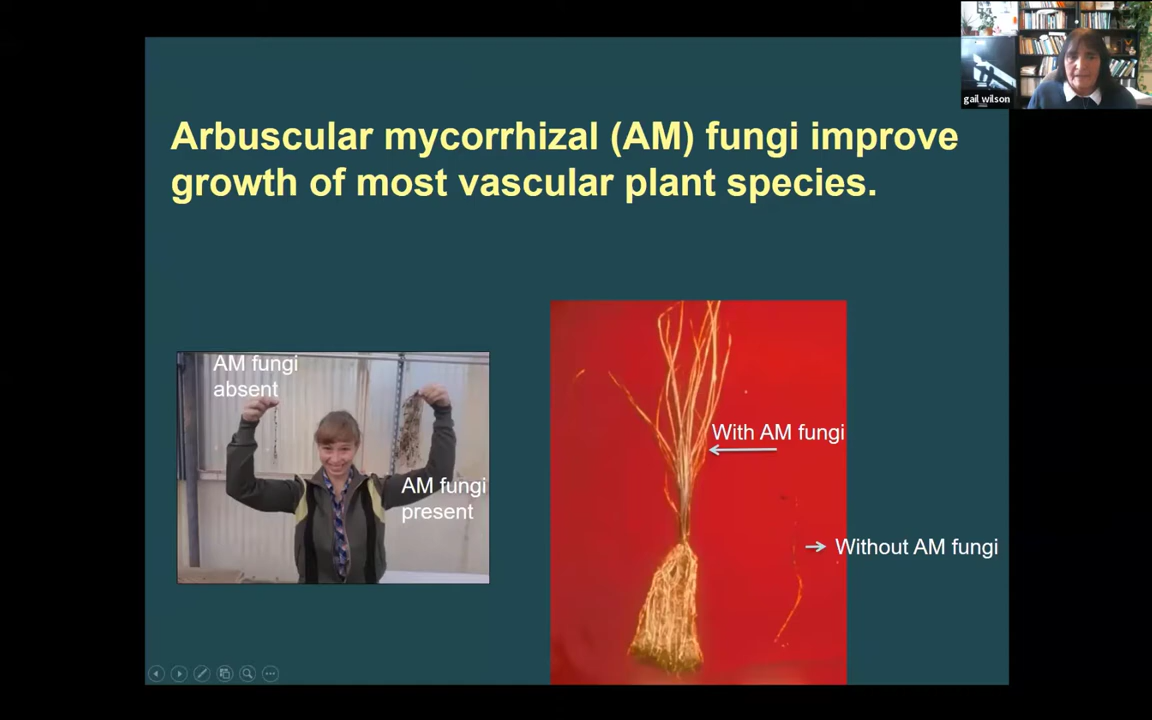 gail wilson
Arbuscular mycorrhizal (AM) fungi improve
growth of most vascular plant species.
AM fungi
absent
AM fungi
present
With AM fungi
Without AM fungi